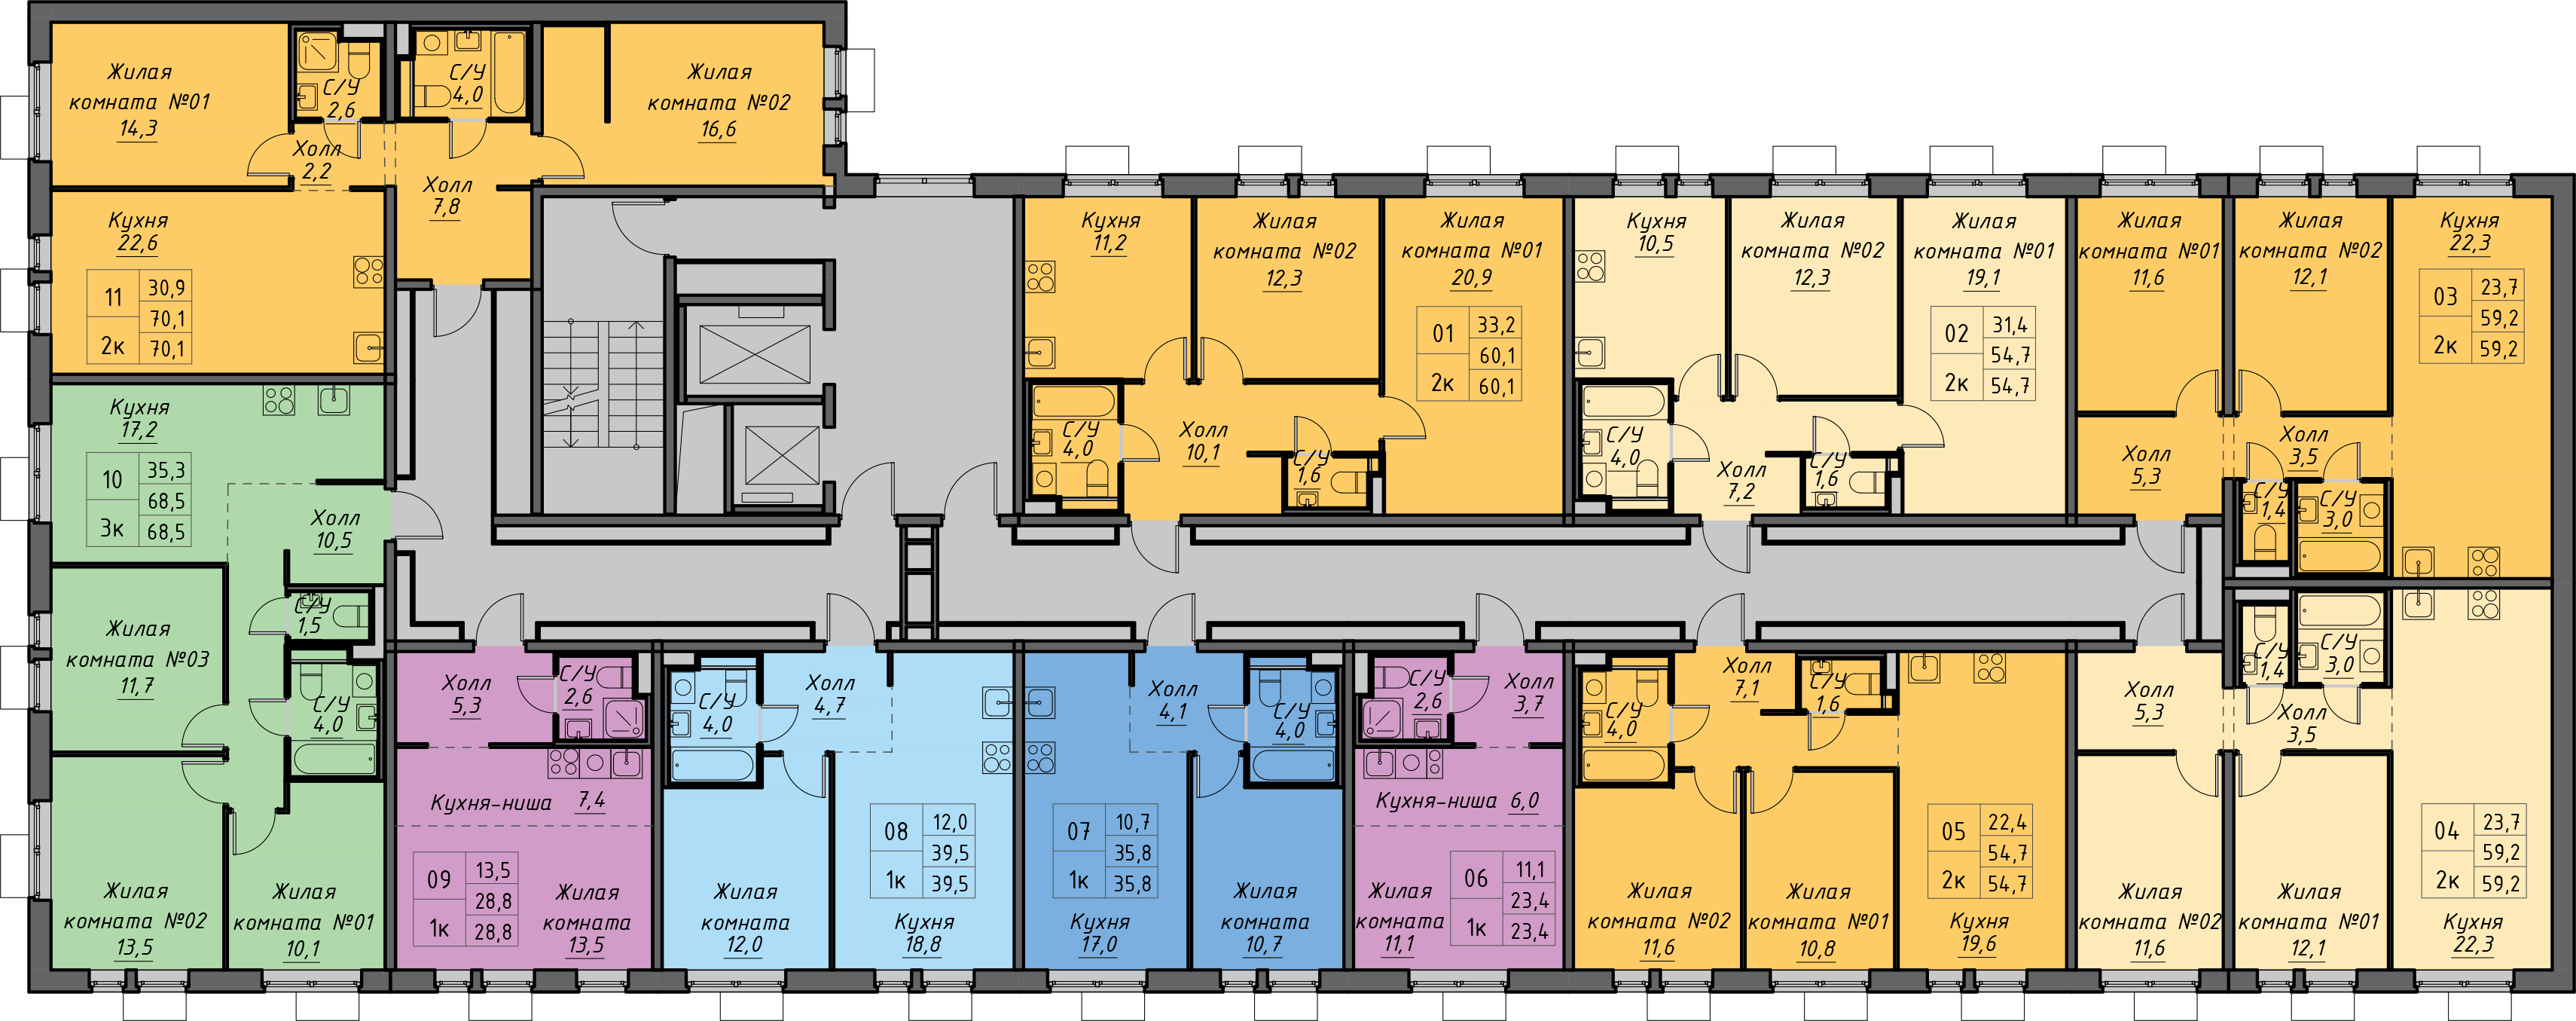 Жилая
комната №01
14,3
С/У
2,6
С/У
4,0
Жилая
комната №02
16,6
Холл
2,2
Холл
7,8
Кухня
22,6
11
2к
30,9
70,1
70,1
Кухня
17,2
10
3к
35,3
68,5
68,5
Холл
10,5
С/У
1,5
Жилая
комната №03
11,7
С/У
4,0
Жилая
комната №02
13,5
Жилая
комната №01
10,1
Кухня
11,2
Жилая
комната №02
12,3
Жилая
комната №01
20,9
01
2к
33,2
60,1
60,1
С/У
4,0
Холл
10,1
С/У
1,6
Кухня
10,5
Жилая
комната №02
12,3
Жилая
комната №01
19,1
02
2к
31,4
54,7
54,7
С/У
4,0
Холл
7,2
С/У
1,6
Жилая
комната №01
11,6
Жилая
комната №02
12,1
Кухня
22,3
03
2к
23,7
59,2
59,2
Холл
5,3
Холл
3,5
С/У
1,4
С/У
3,0
Холл
5,3
С/У
2,6
Кухня-ниша 7,4
09
1к
13,5
28,8
28,8
Жилая
комната
13,5
С/У
4,0
Холл
4,7
08
1к
12,0
39,5
39,5
Жилая
комната
12,0
Кухня
18,8
Холл
4,1
С/У
4,0
07
1к
10,7
35,8
35,8
Кухня
17,0
Жилая
комната
10,7
С/У
2,6
Холл
3,7
Кухня-ниша 6,0
06
1к
11,1
23,4
23,4
Жилая
комната
11,1
С/У
4,0
Холл
7,1
С/У
1,6
05
2к
22,4
54,7
54,7
Жилая
комната №02
11,6
Жилая
комната №01
10,8
Кухня
19,6
С/У
1,4
С/У
3,0
Холл
5,3
Холл
3,5
04
2к
23,7
59,2
59,2
Жилая
комната №02
11,6
Жилая
комната №01
12,1
Кухня
22,3